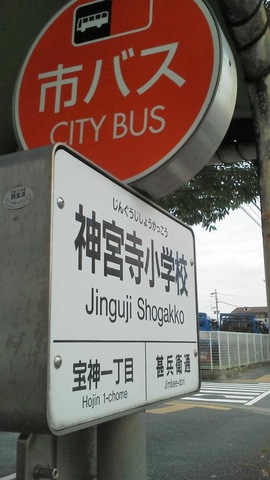 市バス
CITY BUS
じんぐうじしょうがっこう
神宮寺小学校
Jinguji Shogakko
宝神一丁目
Hojin 1-chome
甚兵衛通
Jimbee-dori